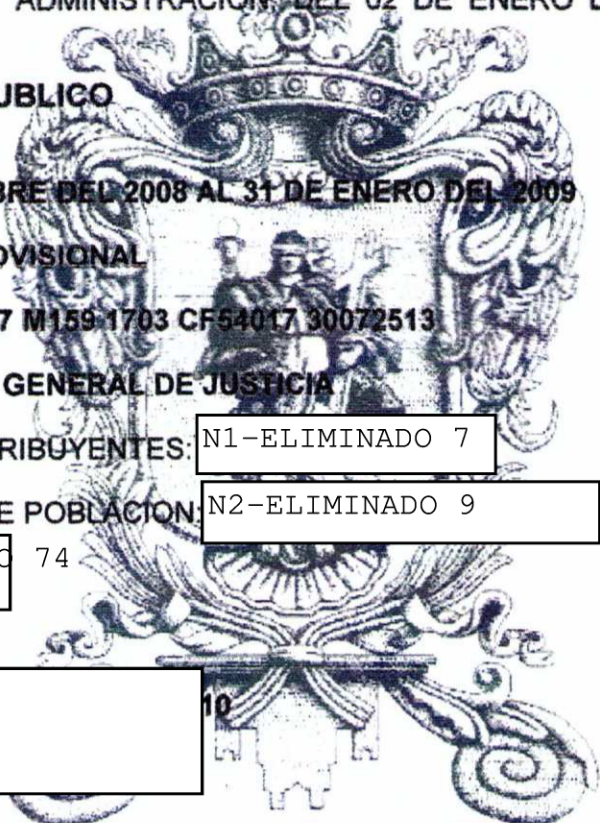 ADMINISTRACION, DEL 02 DE ENERO
UBLICO
BRE DEL 2008 AL 31 DE ENERO DEL 2009
OVISIONAL
7 M159 1703 CF54017 30072513
GENERAL DE JUSTICIA
RIBUYENTES: N1-ELIMINADO 7
E POBLACION: N2-ELIMINADO 9
O 74
10